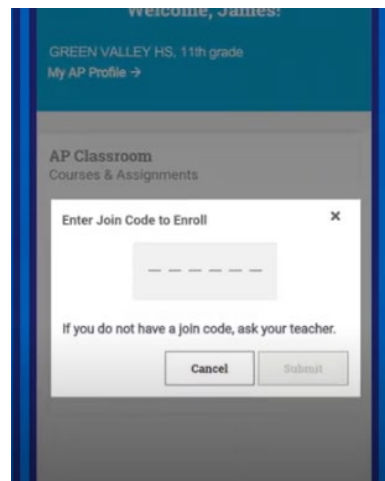 Welcome, James!
GREEN VALLEY HS, 11th grade
My AP Profile →
AP Classroom
Courses & Assignments
Enter Join Code to Enroll ×
If you do not have a join code, ask your teacher.
Cancel Submit